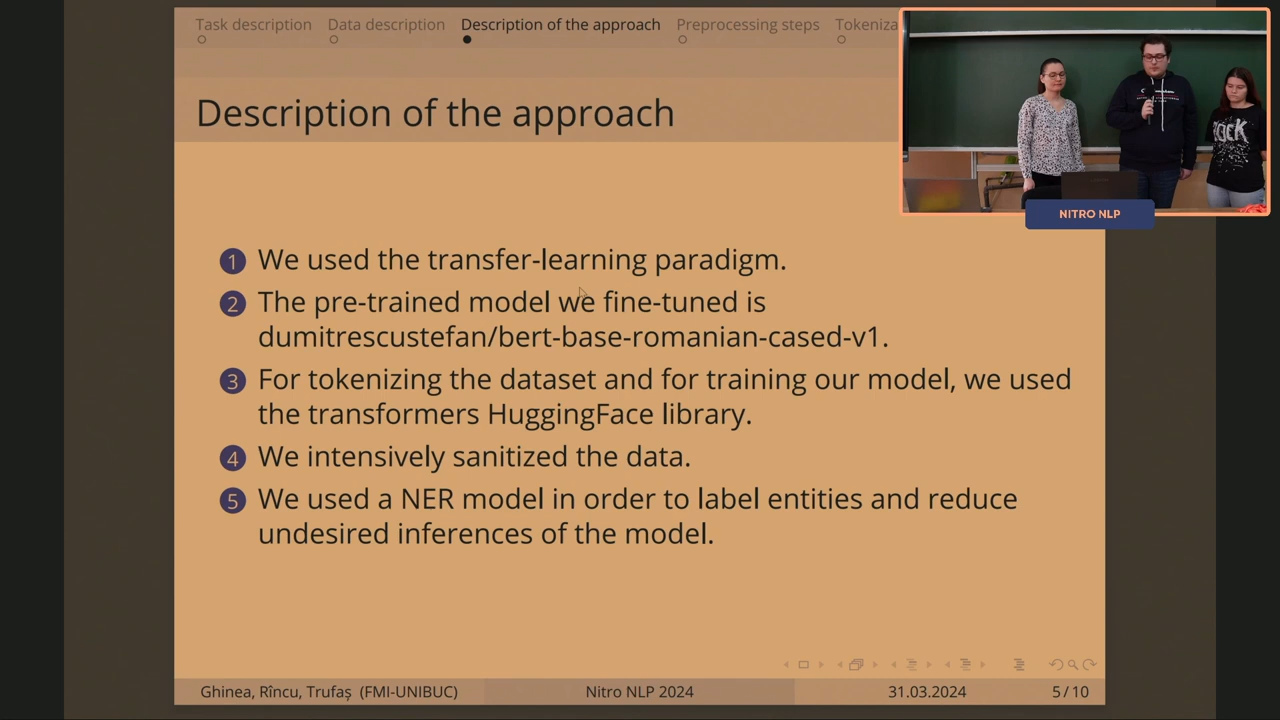 Task description Data description Description of the approach Preprocessing steps
Description of the approach
NITRO NLP
1 We used the transfer-learning paradigm.
2 The pre-trained model we fine-tuned is
dumitrescustefan/bert-base-romanian-cased-v1.
3 For tokenizing the dataset and for training our model, we used
the transformers HuggingFace library.
4 We intensively sanitized the data.
5 We used a NER model in order to label entities and reduce
undesired inferences of the model.
Ghinea, Rîncu, Trufaș (FMI-UNIBUC) Nitro NLP 2024 31.03.2024 5 / 10